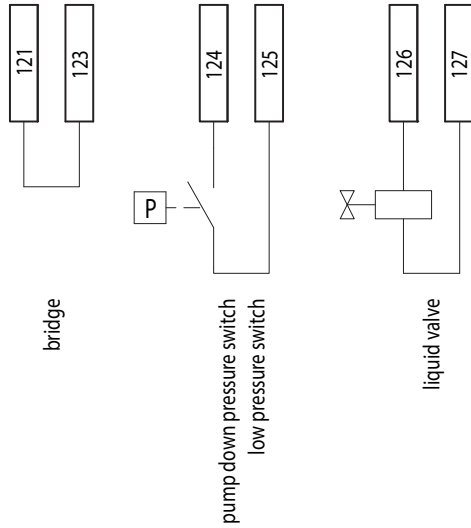 121
123
124
125
126
127
P
bridge
pump down pressure switch
low pressure switch
liquid valve